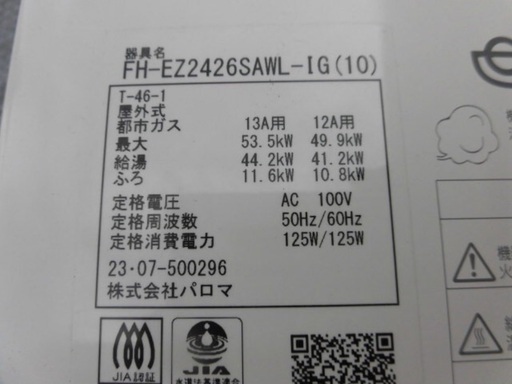 器具名
FH-EZ2426SAWL-IG(10)
T-46-1
屋外式
都市ガス 13A用 12A用
最大 53.5kW 49.9kW
給湯 44.2kW 41.2kW
ふろ 11.6kW 10.8kW
定格電圧 AC 100V
定格周波数 50Hz/60Hz
定格消費電力 125W/125W
23・07-500296
株式会社パロマ
JIA認証
JIA
機
火